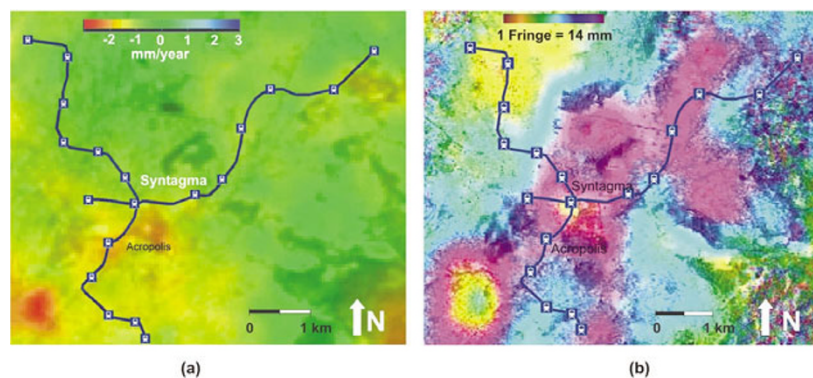 -2 -1 0 1 2 3
mm/year
Syntagma
Acropolis
0 1 km
N
(a)
1 Fringe = 14 mm
Syntagma
Acropolis
0 1 km
N
(b)